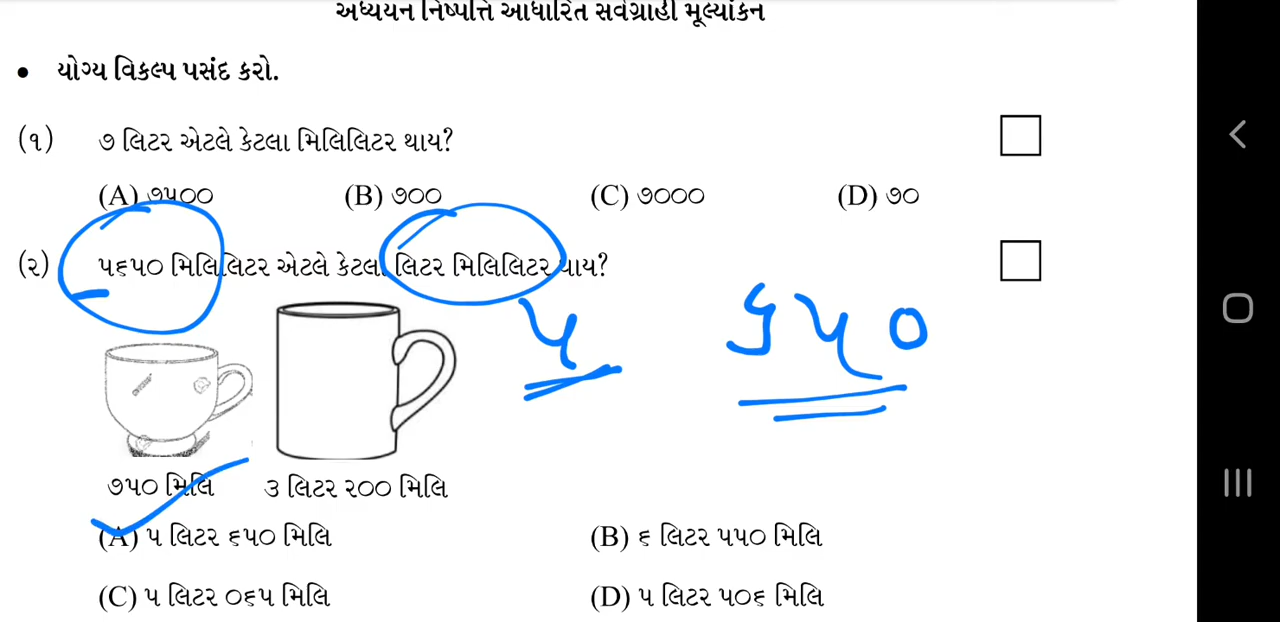 અધ્યયન નિષ્પત્તિ આધારિત સર્વગ્રાહી મૂલ્યાંકન
• યોગ્ય વિકલ્પ પસંદ કરો.
(૧) ૭ લિટર એટલે કેટલા મિલિલિટર થાય?
(A) ૭૫૦૦ (B) ૭૦૦ (C) ૭૦૦૦ (D) ૭૦
(૨) ૫૬૫૦ મિલિલિટર એટલે કેટલા લિટર મિલિલિટર થાય?
૫ ૬૫૦
૭૫૦ મિલિ ૩ લિટર ૨૦૦ મિલિ
(A) ૫ લિટર ૬૫૦ મિલિ (B) ૬ લિટર ૫૫૦ મિલિ
(C) ૫ લિટર ૦૬૫ મિલિ (D) ૫ લિટર ૫૦૬ મિલિ